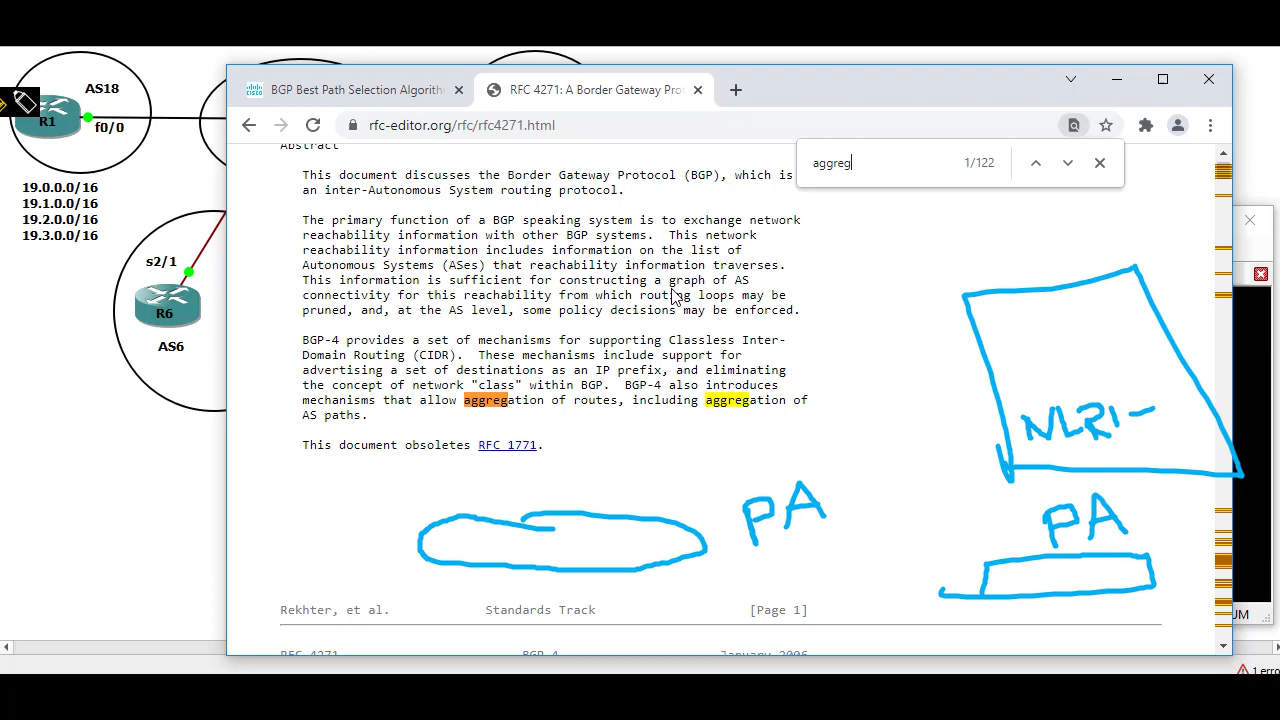 AS18
R1
f0/0
19.0.0.0/16
19.1.0.0/16
19.2.0.0/16
19.3.0.0/16
s2/1
R6
AS6
BGP Best Path Selection Algorith
RFC 4271: A Border Gateway Pro
rfc-editor.org/rfc/rfc4271.html
aggreg
1/122
Abstract
This document discusses the Border Gateway Protocol (BGP), which is
an inter-Autonomous System routing protocol.
The primary function of a BGP speaking system is to exchange network
reachability information with other BGP systems. This network
reachability information includes information on the list of
Autonomous Systems (ASes) that reachability information traverses.
This information is sufficient for constructing a graph of AS
connectivity for this reachability from which routing loops may be
pruned, and, at the AS level, some policy decisions may be enforced.
BGP-4 provides a set of mechanisms for supporting Classless Inter-
Domain Routing (CIDR). These mechanisms include support for
advertising a set of destinations as an IP prefix, and eliminating
the concept of network "class" within BGP. BGP-4 also introduces
mechanisms that allow aggregation of routes, including aggregation of
AS paths.
This document obsoletes RFC 1771.
NLRI-
PA
PA
Rekhter, et al. Standards Track [Page 1]
RFC 4271 BGP-4 January 2006
UM
1 erro